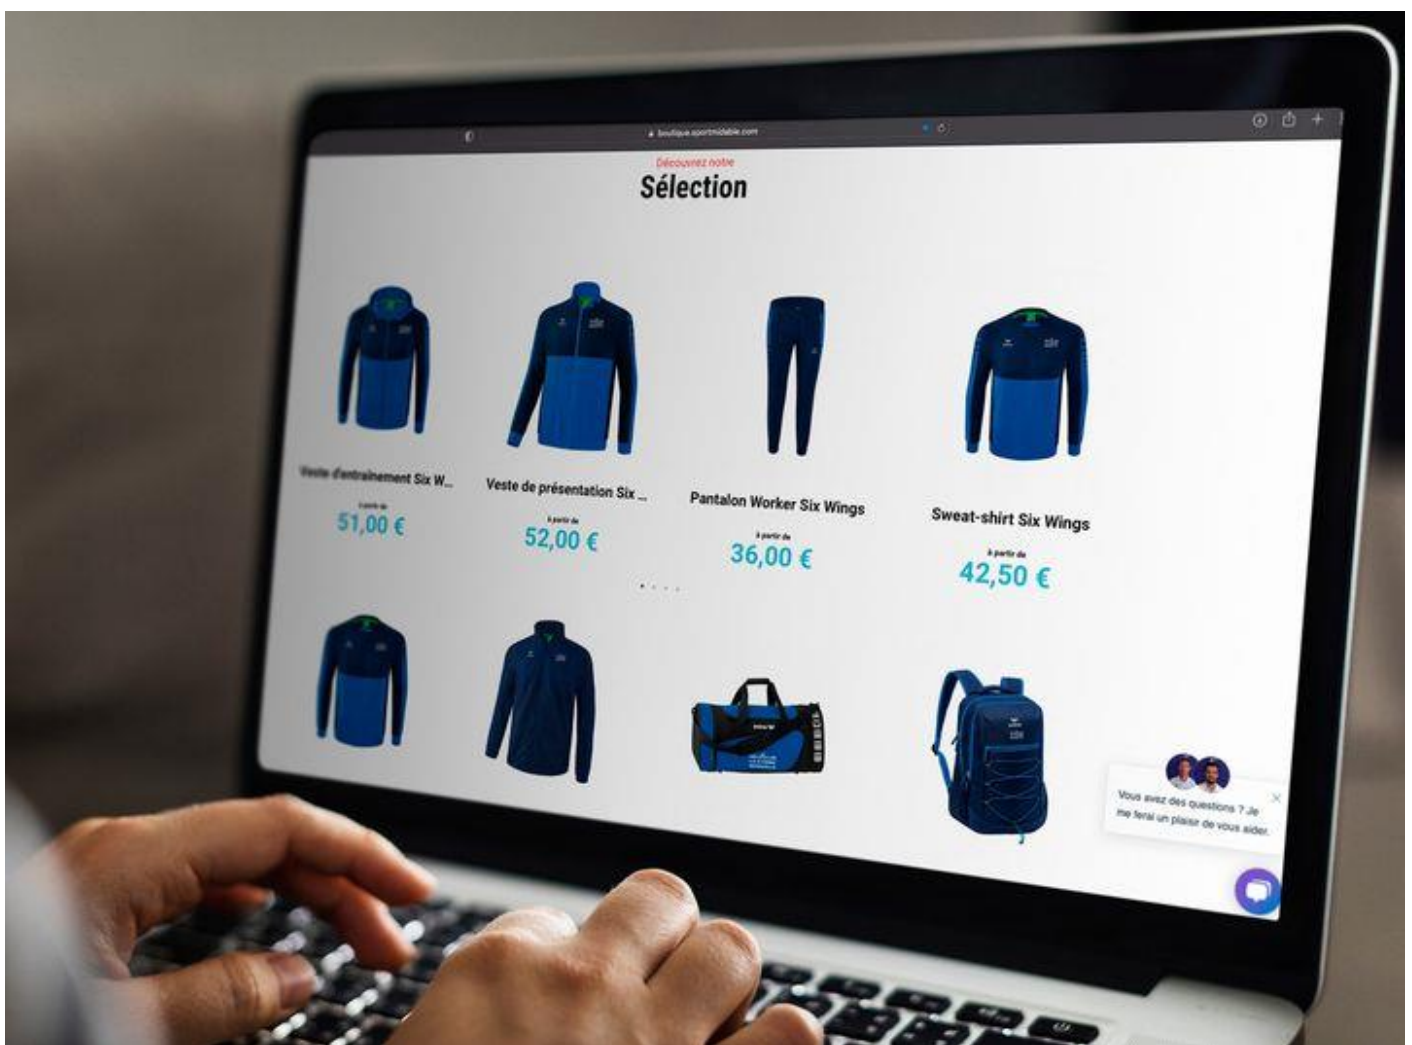 boutique.sportmidable.com
Découvrez notre
Sélection
Veste d'entraînement Six W...
à partir de
51,00 €
Veste de présentation Six ...
à partir de
52,00 €
Pantalon Worker Six Wings
à partir de
36,00 €
Sweat-shirt Six Wings
à partir de
42,50 €
Vous avez des questions ? Je
me ferai un plaisir de vous aider.